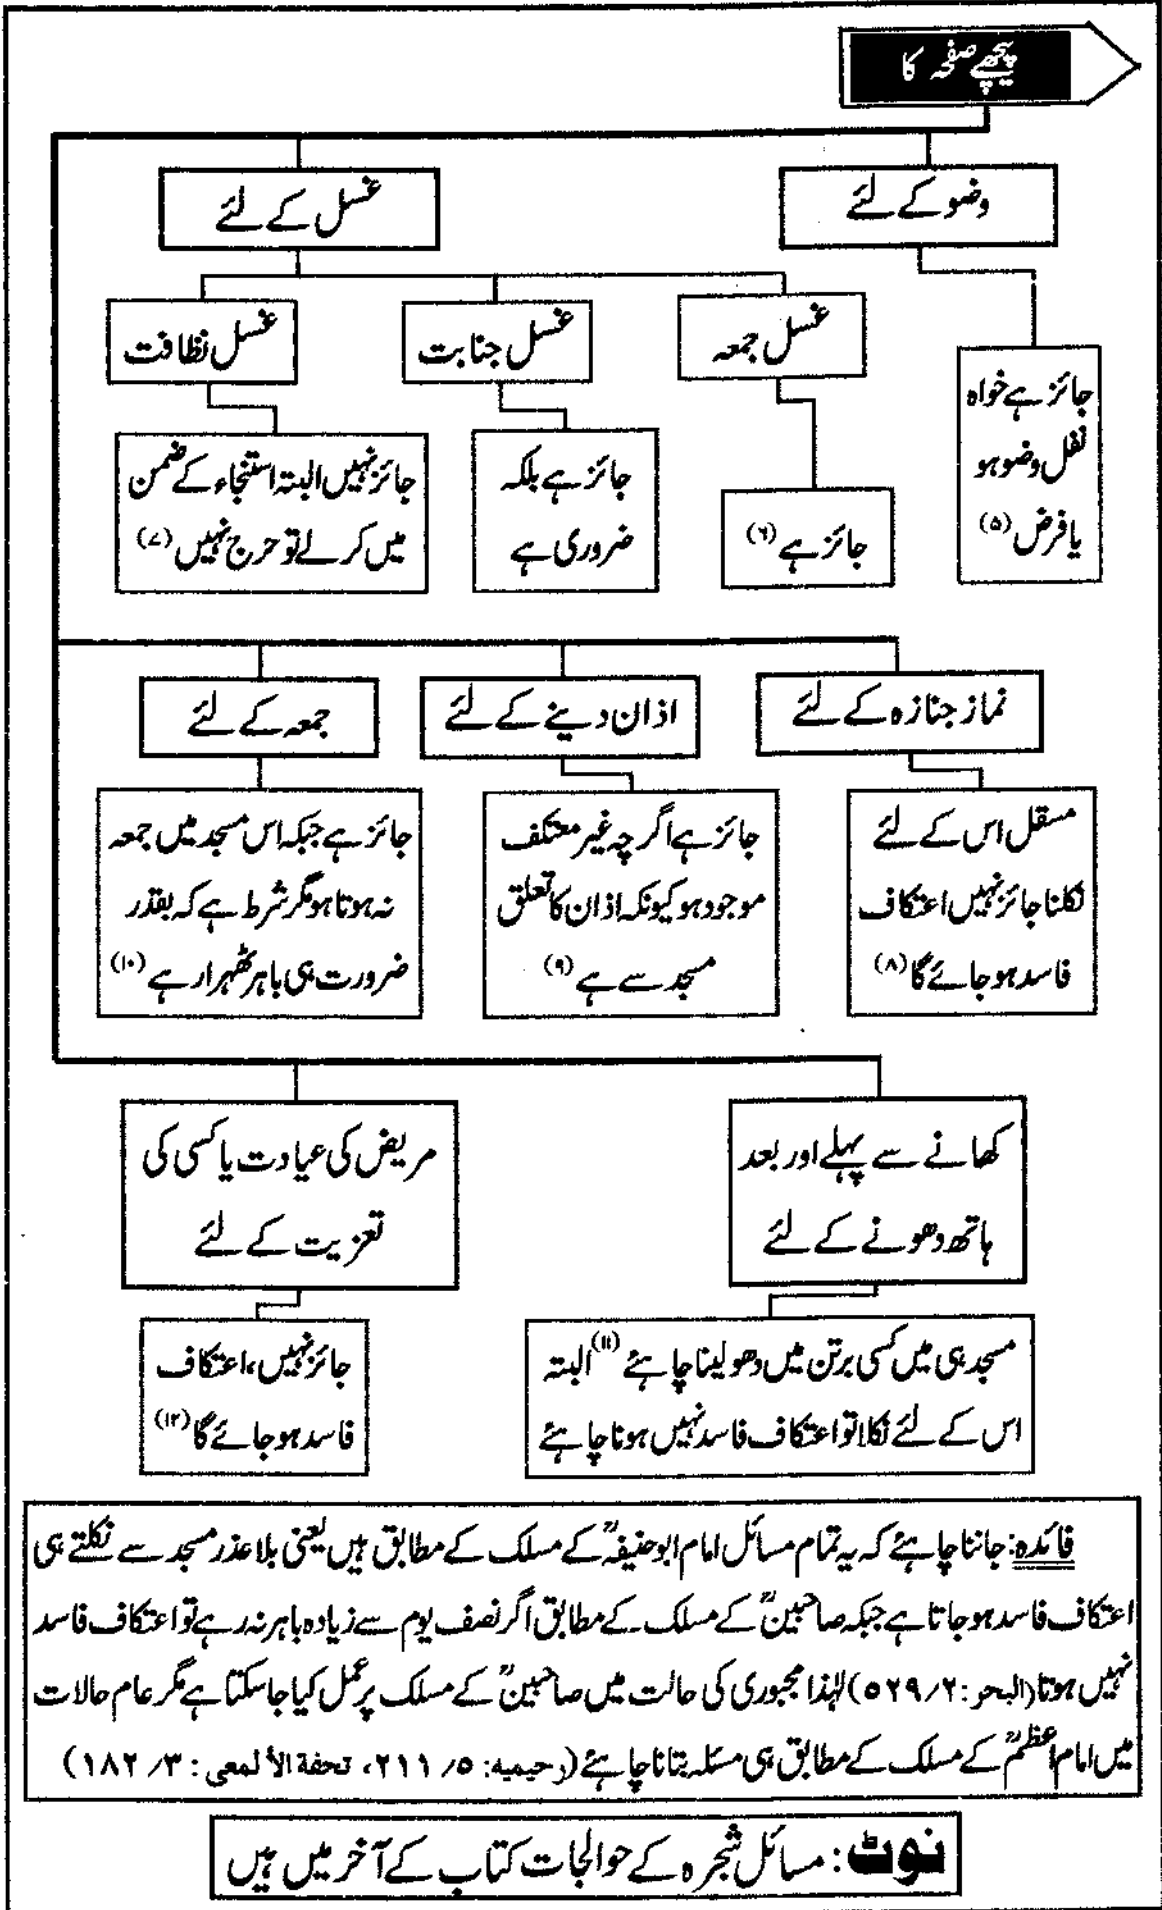 پیچھے صفحہ کا
وضو کے لئے
غسل کے لئے
غسل جمعہ
غسل جنابت
غسل نظافت
جائز ہے خواہ
نفل وضو ہو
یا فرض (۵)
جائز ہے (۶)
جائز ہے بلکہ
ضروری ہے
جائز نہیں البتہ استنجاء کے ضمن
میں کر لے تو حرج نہیں (۷)
نماز جنازہ کے لئے
اذان دینے کے لئے
جمعہ کے لئے
مستقل اس کے لئے
نکلنا جائز نہیں اعتکاف
فاسد ہو جائے گا (۸)
جائز ہے اگرچہ غیر معتکف
موجود ہو کیونکہ اذان کا تعلق
مسجد سے ہے (۹)
جائز ہے جبکہ اس مسجد میں جمعہ
نہ ہوتا ہو مگر شرط ہے کہ بقدر
ضرورت ہی باہر ٹھہرا رہے (۱۰)
کھانے سے پہلے اور بعد
ہاتھ دھونے کے لئے
مریض کی عیادت یا کسی کی
تعزیت کے لئے
مسجد ہی میں کسی برتن میں دھو لینا چاہئے (۱۱) البتہ
اس کے لئے نکلا تو اعتکاف فاسد نہیں ہونا چاہئے
جائز نہیں، اعتکاف
فاسد ہو جائے گا (۱۲)
فائدہ: جاننا چاہئے کہ یہ تمام مسائل امام ابو حنیفہؒ کے مسلک کے مطابق ہیں یعنی بلا عذر مسجد سے نکلتے ہی
اعتکاف فاسد ہو جاتا ہے جبکہ صاحبینؒ کے مسلک کے مطابق اگر نصف یوم سے زیادہ باہر نہ رہے تو اعتکاف فاسد
نہیں ہوتا (البحر: ۲/۵۲۹) لہٰذا مجبوری کی حالت میں صاحبینؒ کے مسلک پر عمل کیا جا سکتا ہے مگر عام حالات
میں امام اعظمؒ کے مسلک کے مطابق ہی مسئلہ بتانا چاہئے (رحیمیہ: ۵/۲۱۱، تحفة الألمعی: ۳/۱۸۲)
نوٹ: مسائل شجرہ کے حوالجات کتاب کے آخر میں ہیں